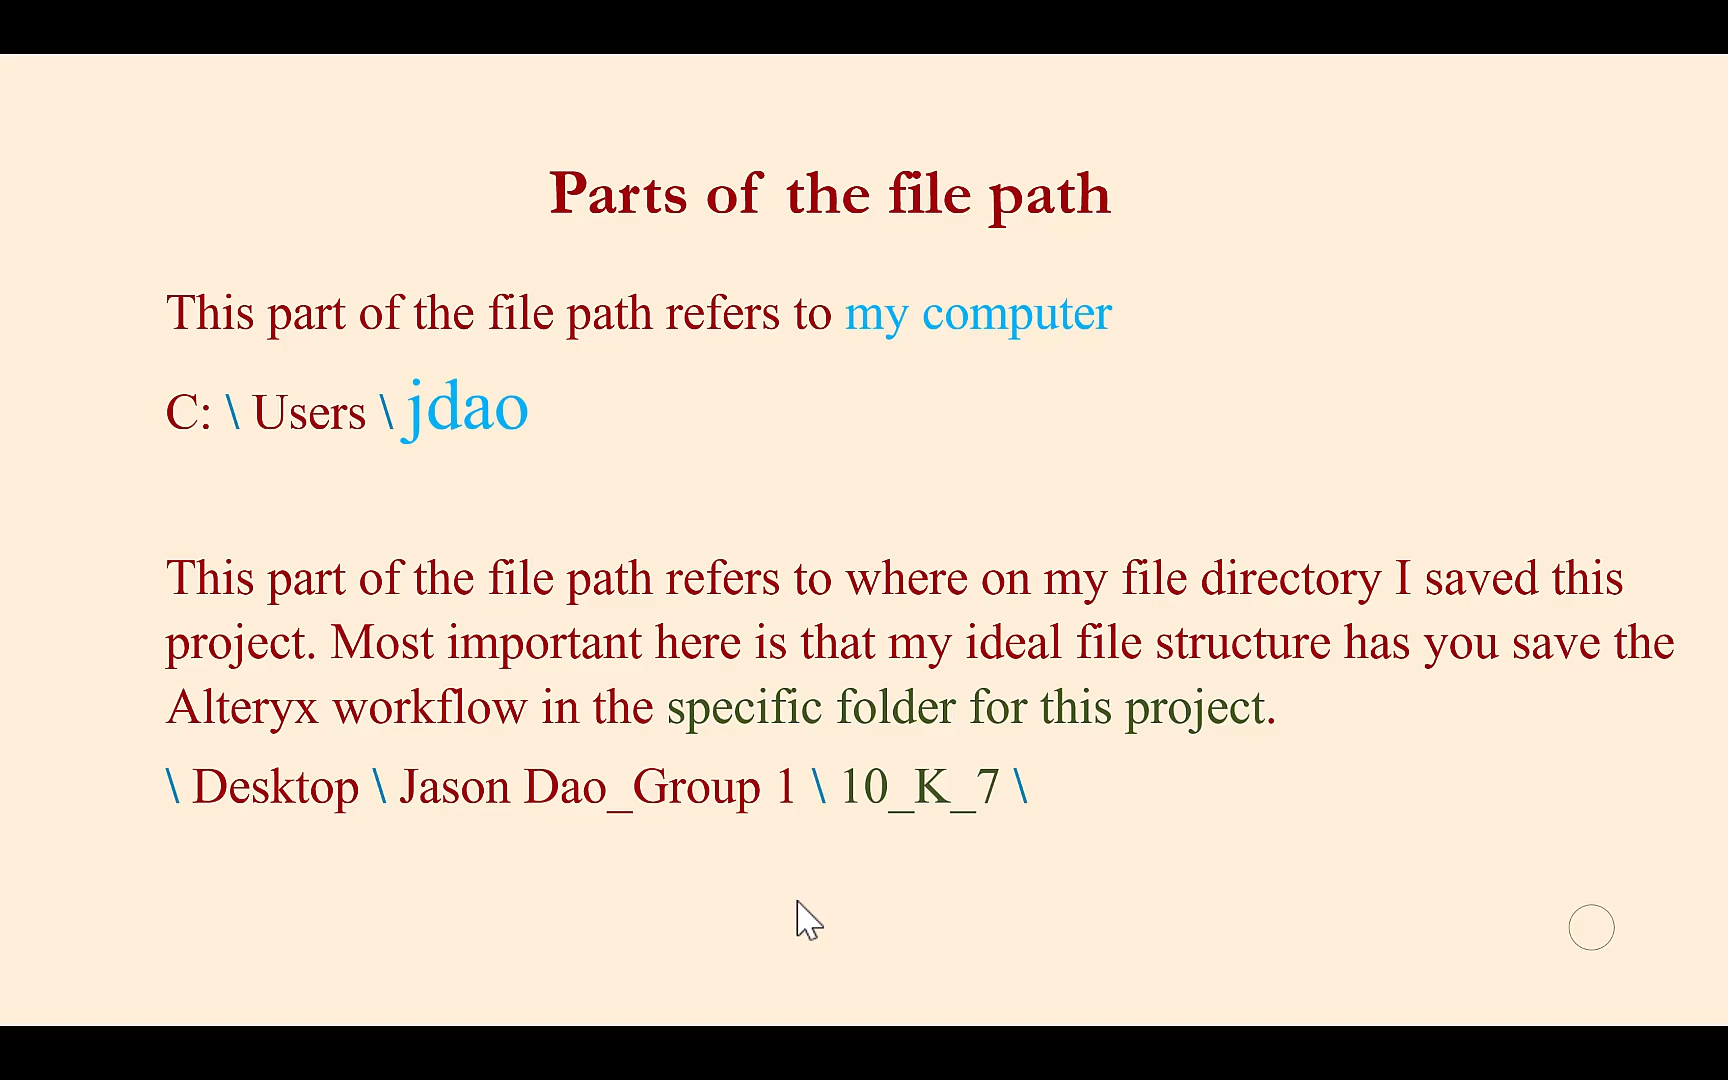 Parts of the file path
This part of the file path refers to my computer
C: \ Users \ jdao
This part of the file path refers to where on my file directory I saved this
project. Most important here is that my ideal file structure has you save the
Alteryx workflow in the specific folder for this project.
\ Desktop \ Jason Dao_Group 1 \ 10_K_7 \